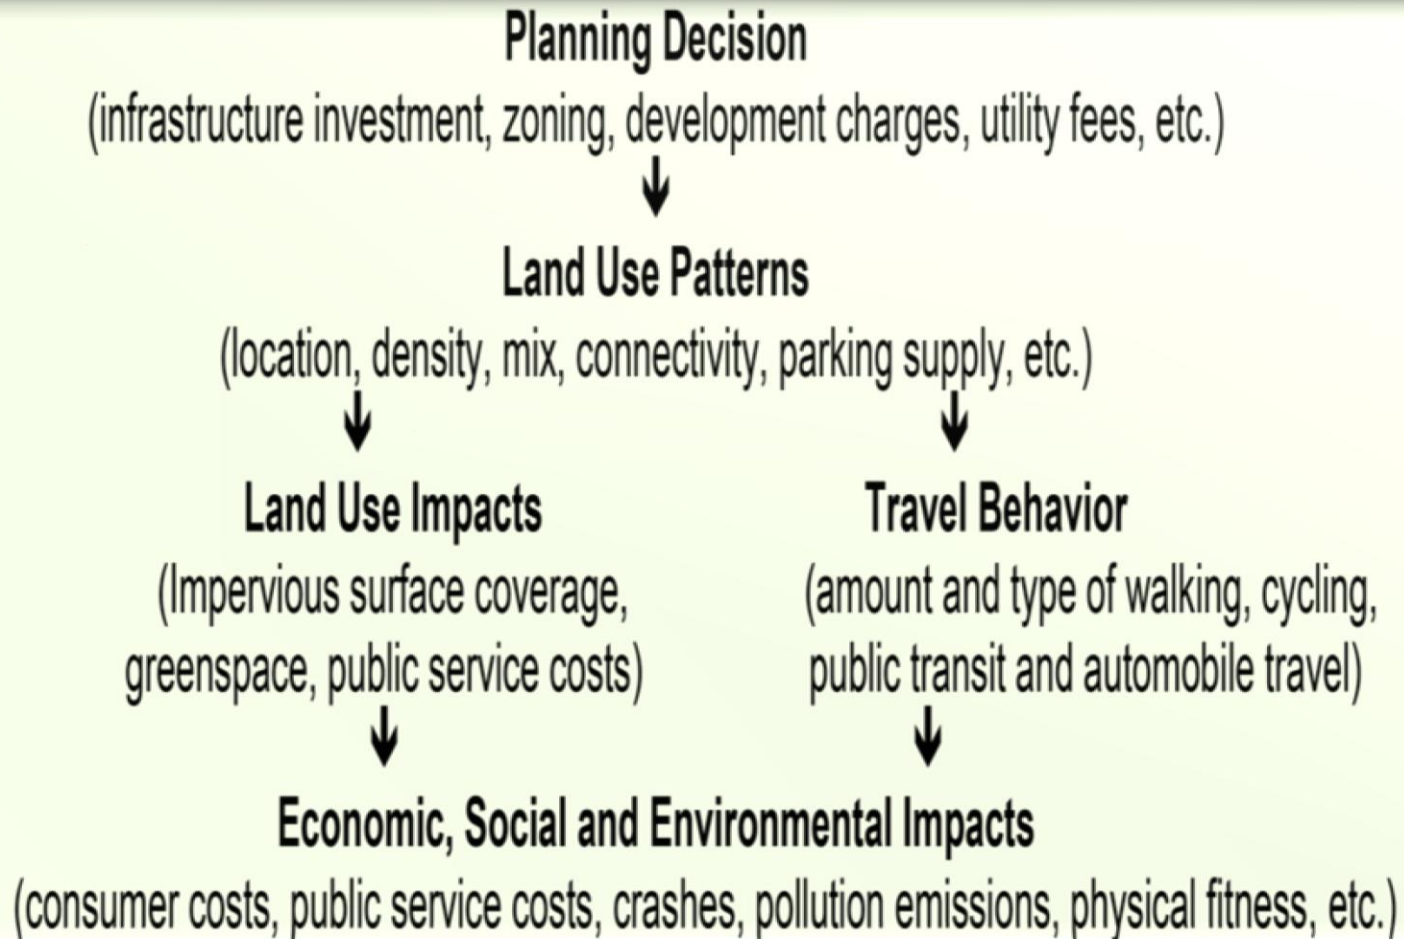 Planning Decision
(infrastructure investment, zoning, development charges, utility fees, etc.)
Land Use Patterns
(location, density, mix, connectivity, parking supply, etc.)
Land Use Impacts
(Impervious surface coverage,
greenspace, public service costs)
Travel Behavior
(amount and type of walking, cycling,
public transit and automobile travel)
Economic, Social and Environmental Impacts
(consumer costs, public service costs, crashes, pollution emissions, physical fitness, etc.)